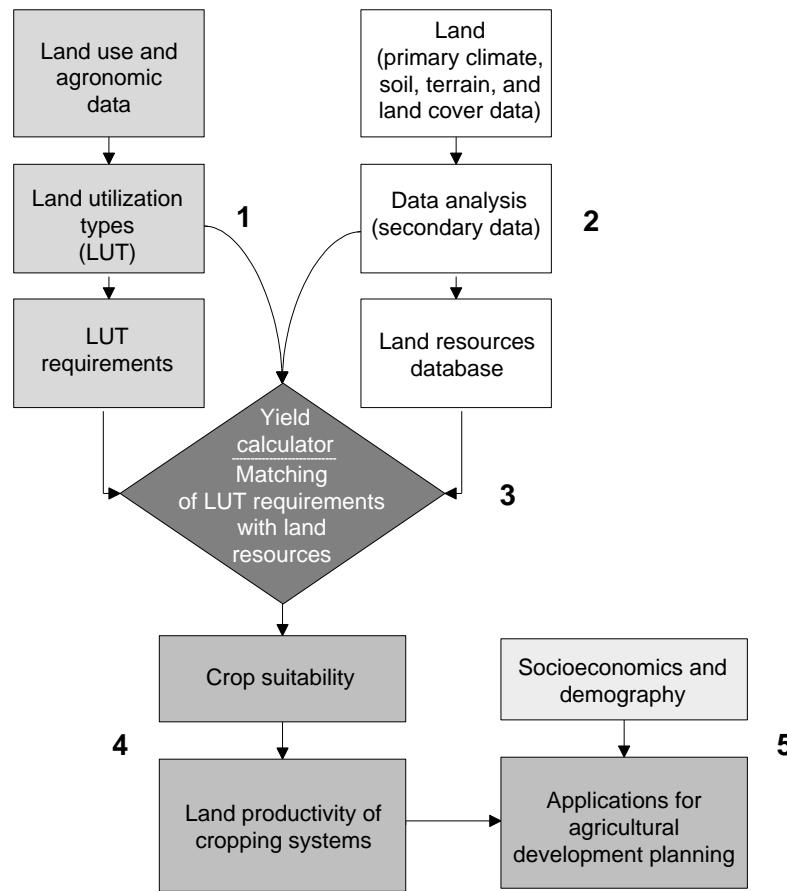 Land use and
agronomic
data
Land
(primary climate,
soil, terrain, and
land cover data)
Land utilization
types
(LUT)
1
Data analysis
(secondary data)
2
LUT
requirements
Land resources
database
Yield
calculator
Matching
of LUT requirements
with land
resources
3
Crop suitability
Socioeconomics and
demography
4
5
Land productivity of
cropping systems
Applications for
agricultural
development planning